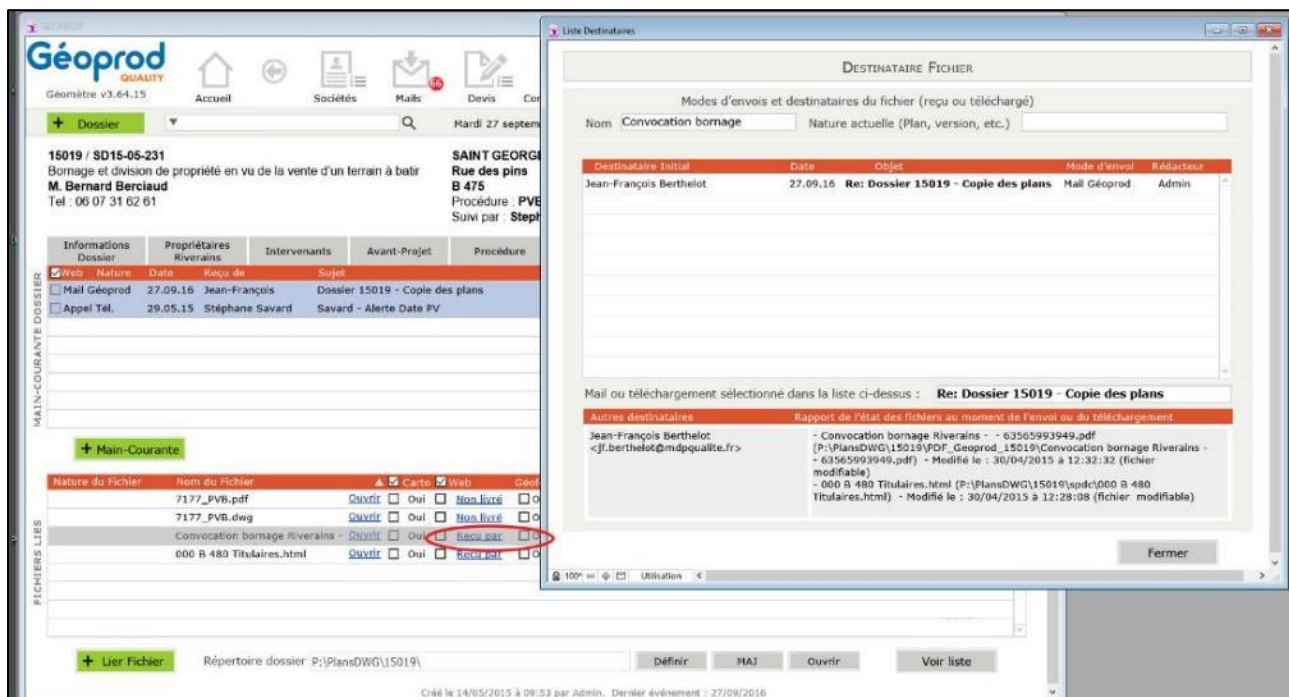 Géoprod
QUALITY
Géomètre v3.64.15
Accueil
Sociétés
66
Mails
Devis
+ Dossier
Mardi 27 septem
15019 / SD15-05-231
Bornage et division de propriété en vu de la vente d'un terrain à batir
M. Bernard Berciaud
Tel : 06 07 31 62 61
SAINT GEORG
Rue des pins
B 475
Procédure : PVB
Suivi par : Steph
Informations Dossier
Propriétaires Riverains
Intervenants
Avant-Projet
Procédure
MAIN-COURANTE DOSSIER
Web Nature Date Reçu de Sujet
Mail Géoprod 27.09.16 Jean-François Dossier 15019 - Copie des plans
Appel Tél. 29.05.15 Stéphane Savard Savard - Alerte Date PV
+ Main-Courante
FICHIERS LIES
Nature du Fichier Nom du Fichier Carto Web Géof
7177_PVB.pdf Ouvrir Oui Non livré
7177_PVB.dwg Ouvrir Oui Non livré
Convocation bornage Riverains - Ouvrir Oui Reçu par
000 B 480 Titulaires.html Ouvrir Oui Reçu par
+ Lier Fichier
Répertoire dossier P:\PlansDWG\15019\
Définir
MAJ
Ouvrir
Voir liste
Créé le 14/05/2015 à 09:53 par Admin. Dernier événement : 27/09/2016
Liste Destinataires
DESTINATAIRE FICHIER
Modes d'envois et destinataires du fichier (reçu ou téléchargé)
Nom Convocation bornage Nature actuelle (Plan, version, etc.)
Destinataire Initial Date Objet Mode d'envoi Rédacteur
Jean-François Berthelot 27.09.16 Re: Dossier 15019 - Copie des plans Mail Géoprod Admin
Mail ou téléchargement sélectionné dans la liste ci-dessus : Re: Dossier 15019 - Copie des plans
Autres destinataires Rapport de l'état des fichiers au moment de l'envoi ou du téléchargement
Jean-François Berthelot
<jf.berthelot@mdpqualite.fr>
- Convocation bornage Riverains - - 63565993949.pdf
(P:\PlansDWG\15019\PDF_Geoprod_15019\Convocation bornage Riverains -
- 63565993949.pdf) - Modifié le : 30/04/2015 à 12:32:32 (fichier
modifiable)
- 000 B 480 Titulaires.html (P:\PlansDWG\15019\spdc\000 B 480
Titulaires.html) - Modifié le : 30/04/2015 à 12:28:08 (fichier modifiable)
Fermer
100
Utilisation